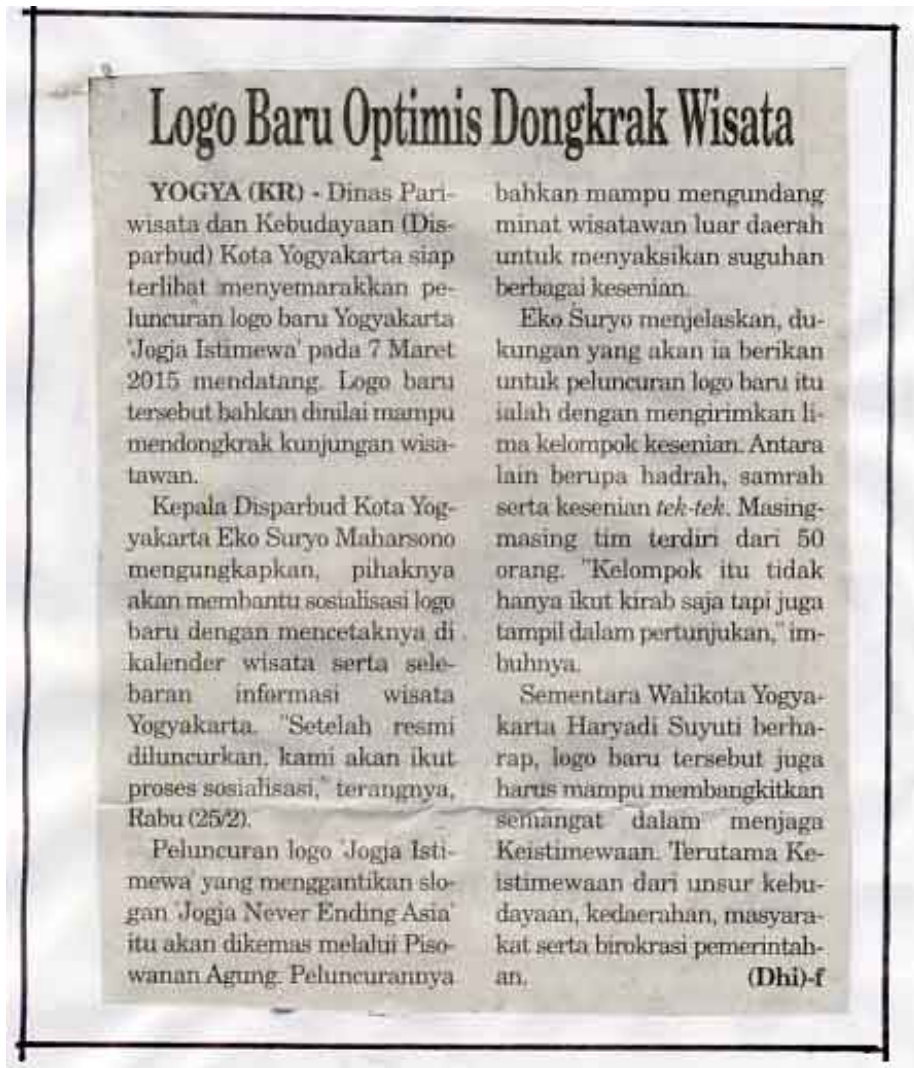 Logo Baru Optimis Dongkrak Wisata
YOGYA (KR) - Dinas Pari-
wisata dan Kebudayaan (Dis-
parbud) Kota Yogyakarta siap
terlibat menyemarakkan pe-
luncuran logo baru Yogyakarta
'Jogja Istimewa' pada 7 Maret
2015 mendatang. Logo baru
tersebut bahkan dinilai mampu
mendongkrak kunjungan wisa-
tawan.
Kepala Disparbud Kota Yog-
yakarta Eko Suryo Maharsono
mengungkapkan, pihaknya
akan membantu sosialisasi logo
baru dengan mencetaknya di
kalender wisata serta sele-
baran informasi wisata
Yogyakarta. "Setelah resmi
diluncurkan, kami akan ikut
proses sosialisasi," terangnya,
Rabu (25/2).
Peluncuran logo 'Jogja Isti-
mewa' yang menggantikan slo-
gan 'Jogja Never Ending Asia'
itu akan dikemas melalui Piso-
wanan Agung. Peluncurannya
bahkan mampu mengundang
minat wisatawan luar daerah
untuk menyaksikan suguhan
berbagai kesenian.
Eko Suryo menjelaskan, du-
kungan yang akan ia berikan
untuk peluncuran logo baru itu
ialah dengan mengirimkan li-
ma kelompok kesenian. Antara
lain berupa hadrah, samrah
serta kesenian tek-tek. Masing-
masing tim terdiri dari 50
orang. "Kelompok itu tidak
hanya ikut kirab saja tapi juga
tampil dalam pertunjukan," im-
buhnya.
Sementara Walikota Yogya-
karta Haryadi Suyuti berha-
rap, logo baru tersebut juga
harus mampu membangkitkan
semangat dalam menjaga
Keistimewaan. Terutama Ke-
istimewaan dari unsur kebu-
dayaan, kedaerahan, masyara-
kat serta birokrasi pemerintah-
an. (Dhi)-f